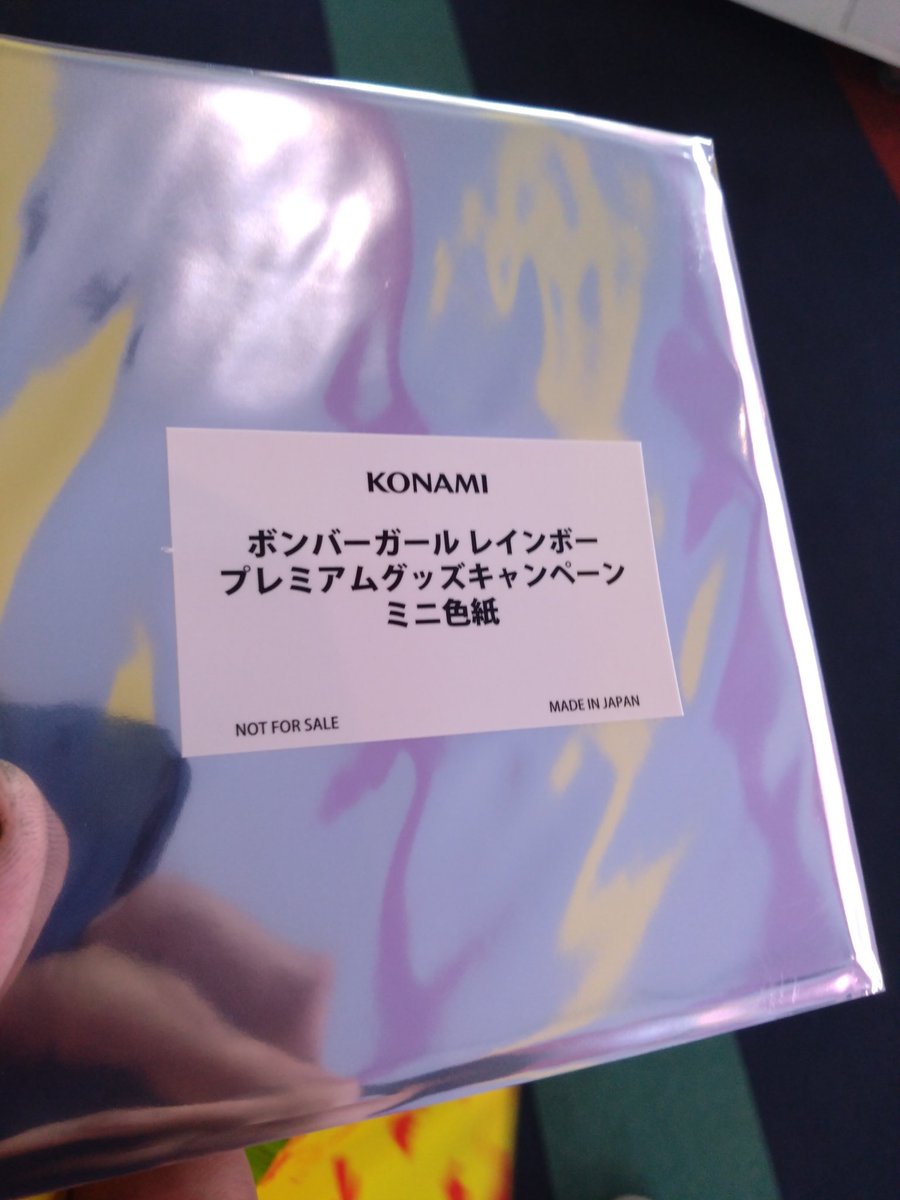 KONAMI
ボンバーガール レインボー
プレミアムグッズキャンペーン
ミニ色紙
NOT FOR SALE
MADE IN JAPAN